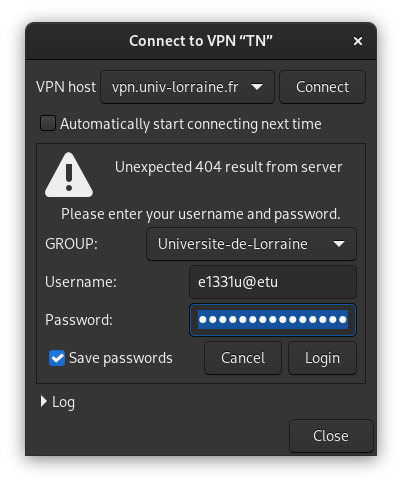 Connect to VPN “TN”
VPN host vpn.univ-lorraine.fr Connect
Automatically start connecting next time
Unexpected 404 result from server
Please enter your username and password.
GROUP: Universite-de-Lorraine
Username: e1331u@etu
Password: ●●●●●●●●●●●●●●●
Save passwords Cancel Login
Log
Close